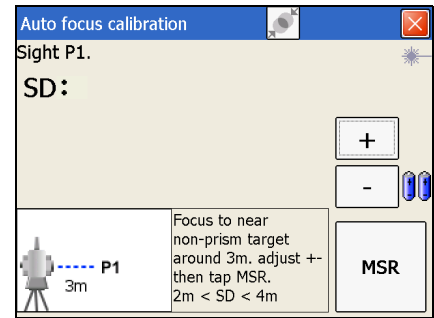 Auto focus calibration
Sight P1.
SD:
+
-
P1
3m
Focus to near
non-prism target
around 3m. adjust +-
then tap MSR.
2m < SD < 4m
MSR